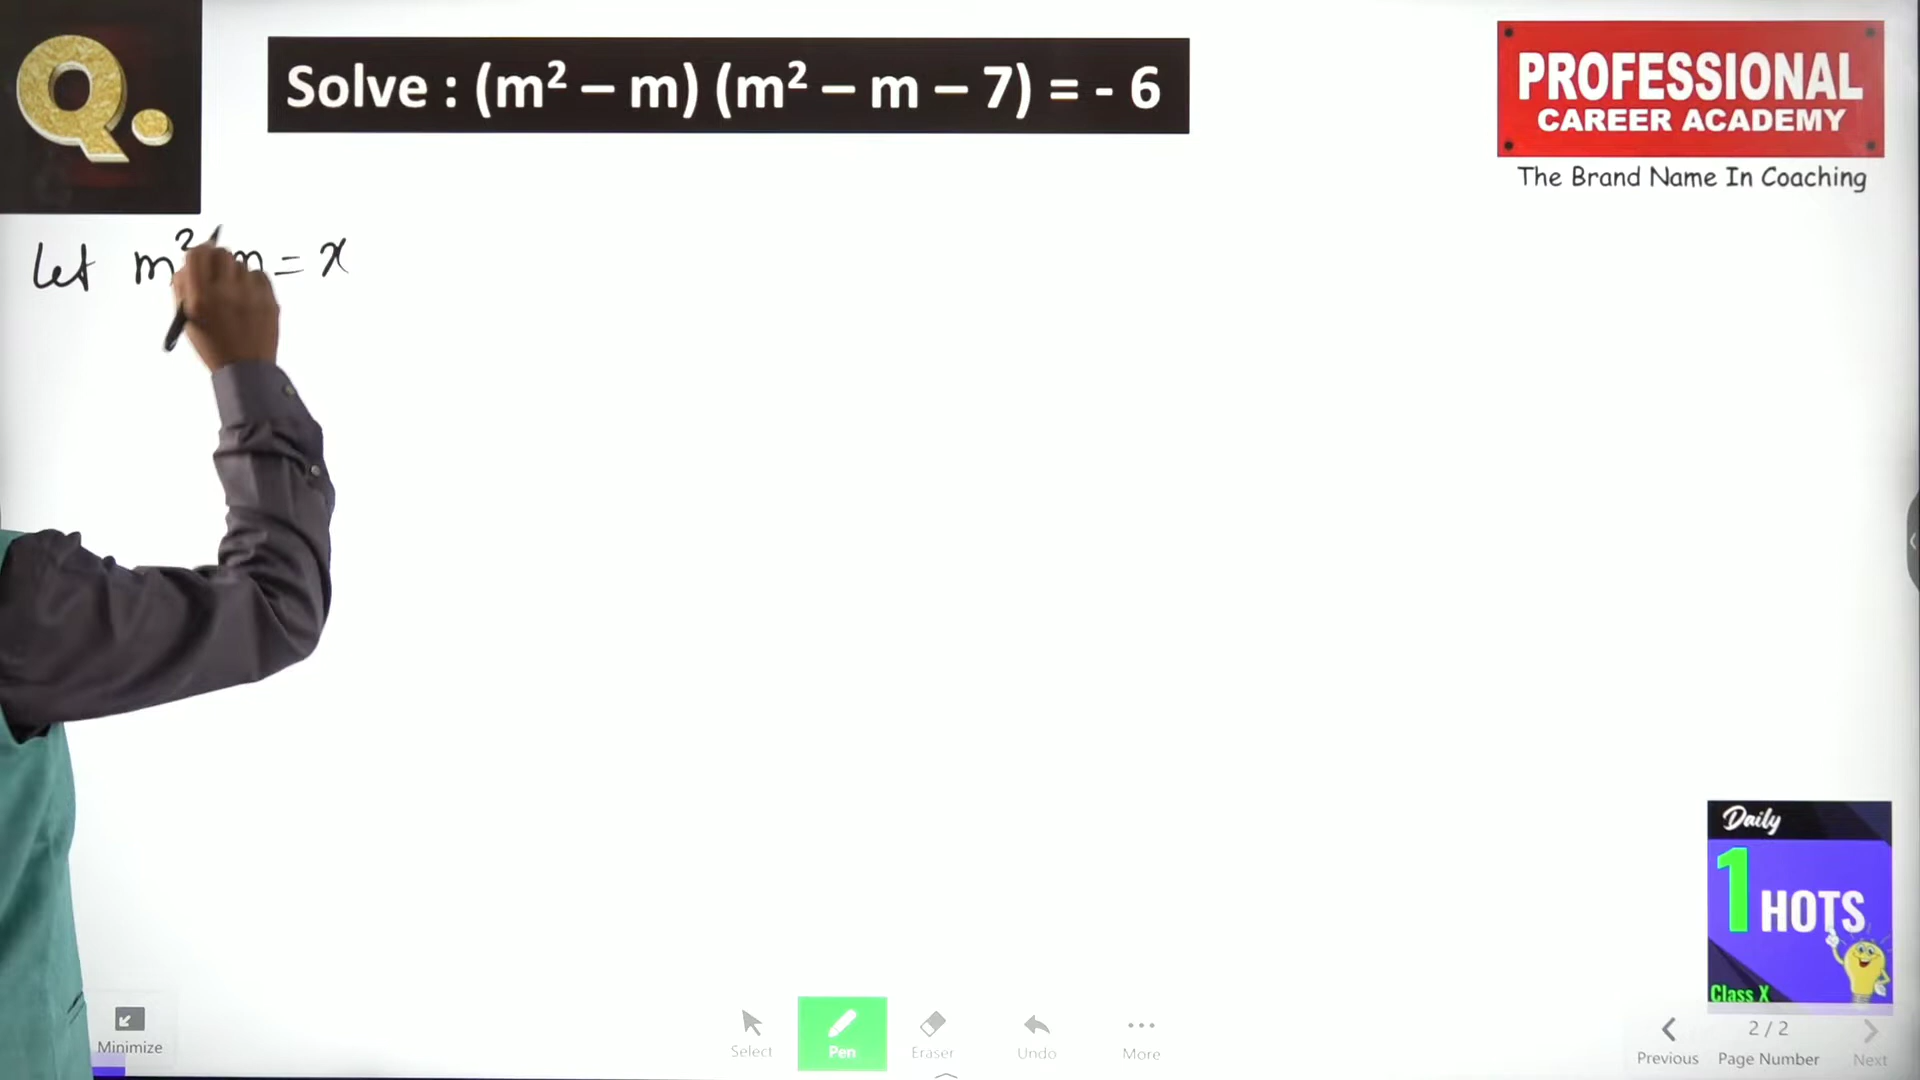 Q.
Solve : (m² – m) (m² – m – 7) = - 6
PROFESSIONAL
CAREER ACADEMY
The Brand Name In Coaching
Let m² m = x
Daily
1 HOTS
Class X
Minimize
Select
Pen
Eraser
Undo
More
2 / 2
Previous
Page Number
Next